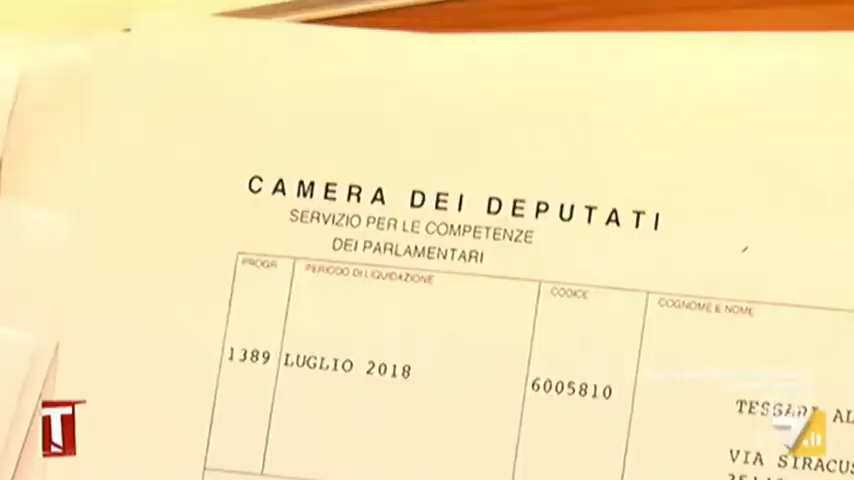 CAMERA DEI DEPUTATI
SERVIZIO PER LE COMPETENZE
DEI PARLAMENTARI
PROGR. PERIODO DI LIQUIDAZIONE CODICE COGNOME E NOME
1389 LUGLIO 2018 6005810
TESSARI AL
VIA SIRACUS
T
.it